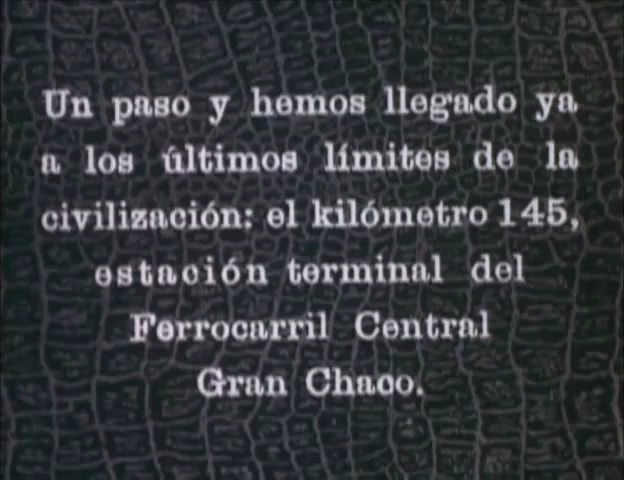 Un paso y hemos llegado ya
a los últimos límites de la
civilización: el kilómetro 145,
estación terminal del
Ferrocarril Central
Gran Chaco.